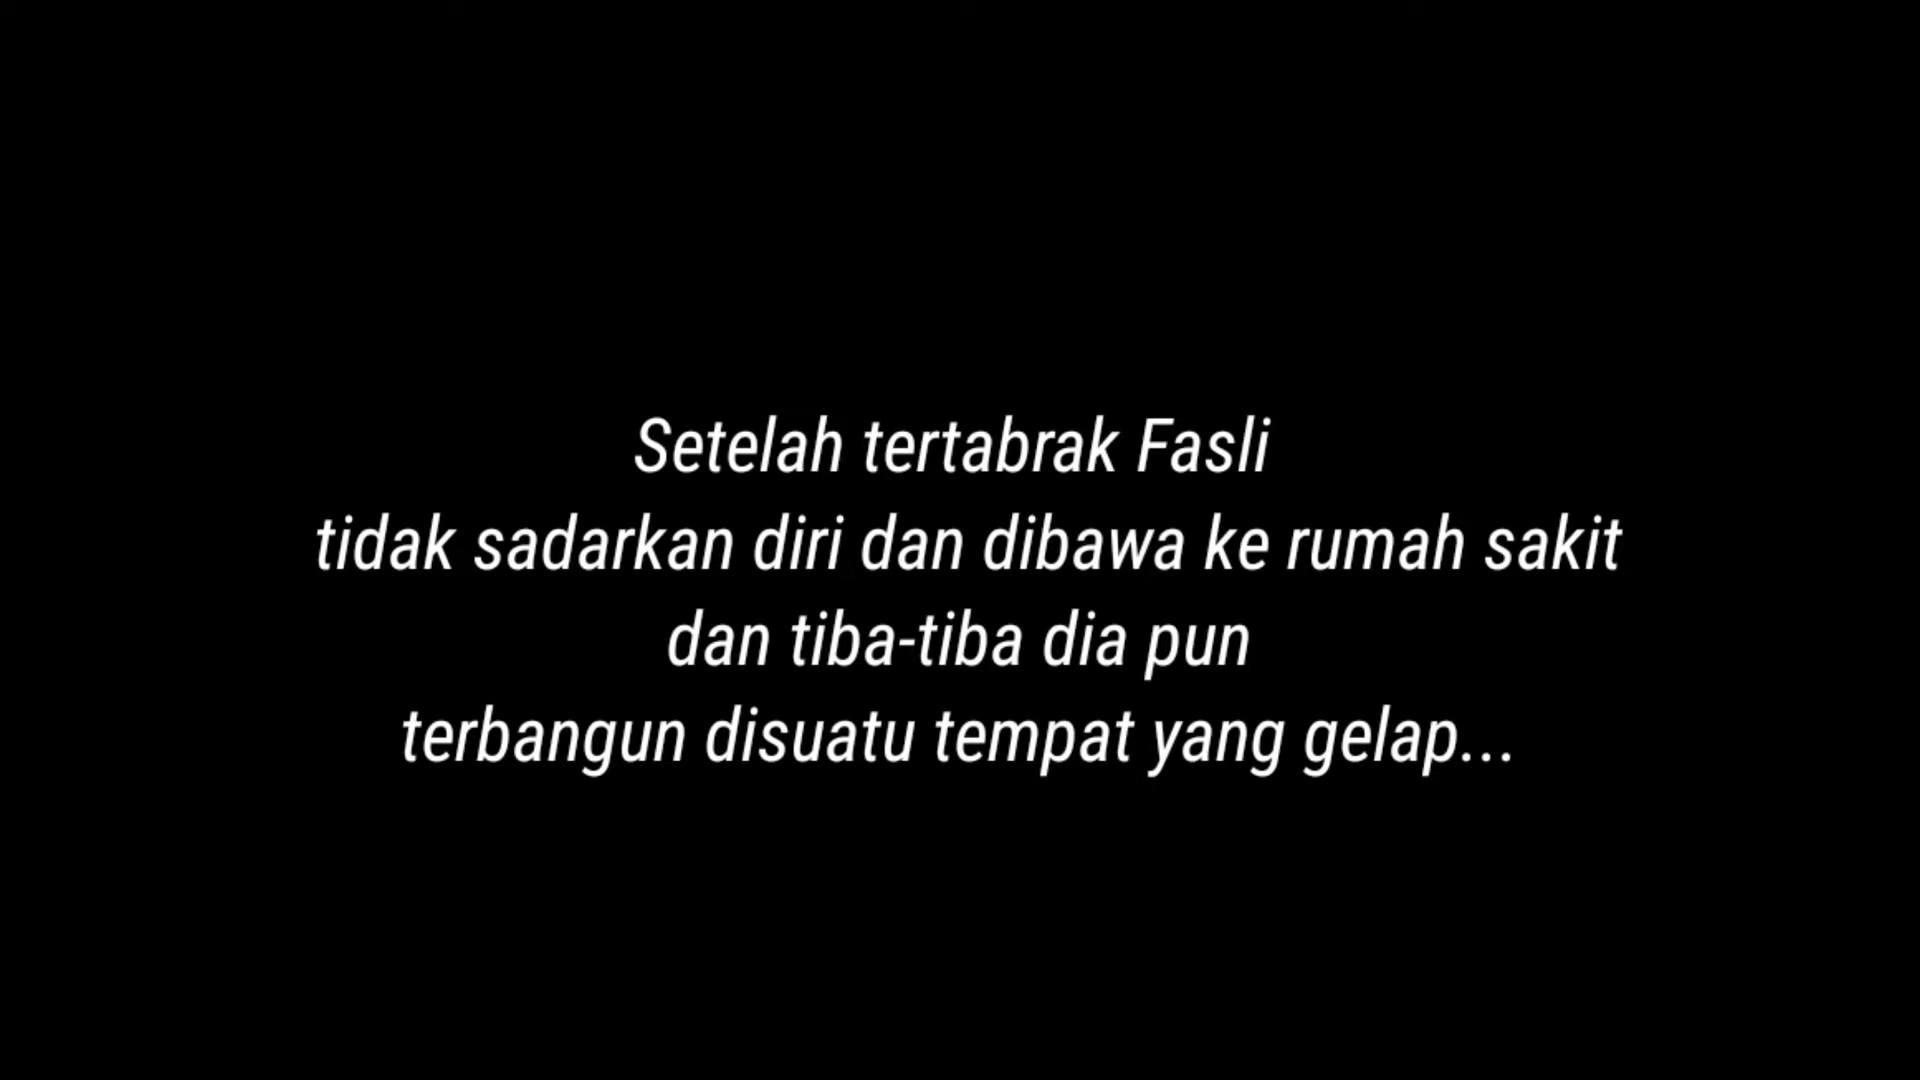 Setelah tertabrak Fasli
tidak sadarkan diri dan dibawa ke rumah sakit
dan tiba-tiba dia pun
terbangun disuatu tempat yang gelap...